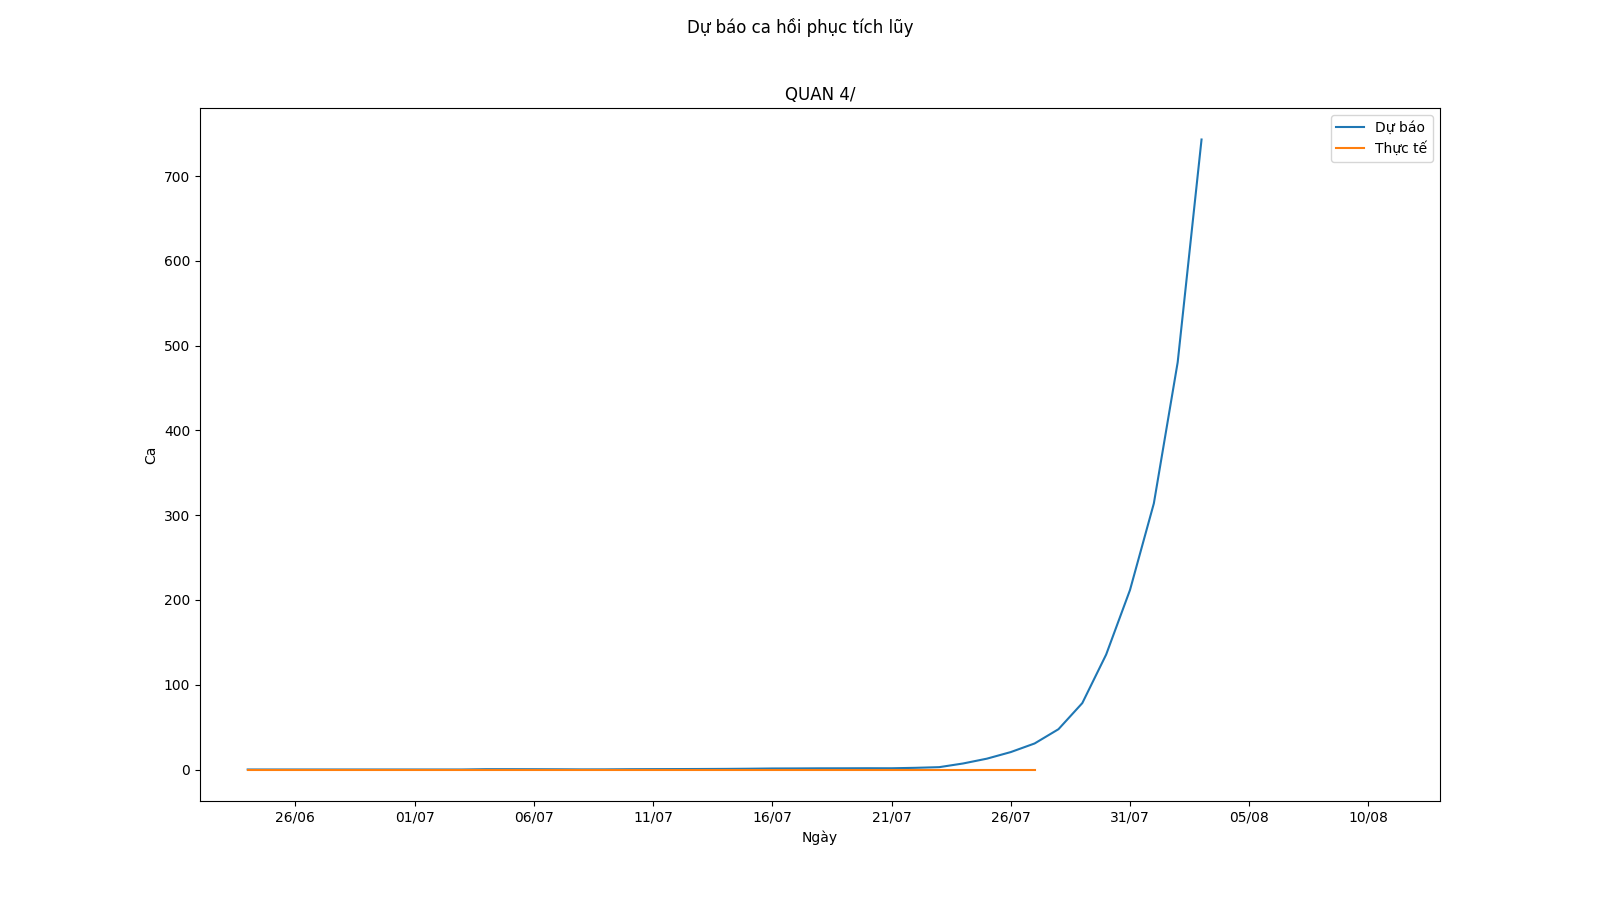 Dự báo ca hồi phục tích lũy
QUAN 4/
Dự báo
Thực tế
700
600
500
400
300
200
100
0
Ca
26/06 01/07 06/07 11/07 16/07 21/07 26/07 31/07 05/08 10/08
Ngày